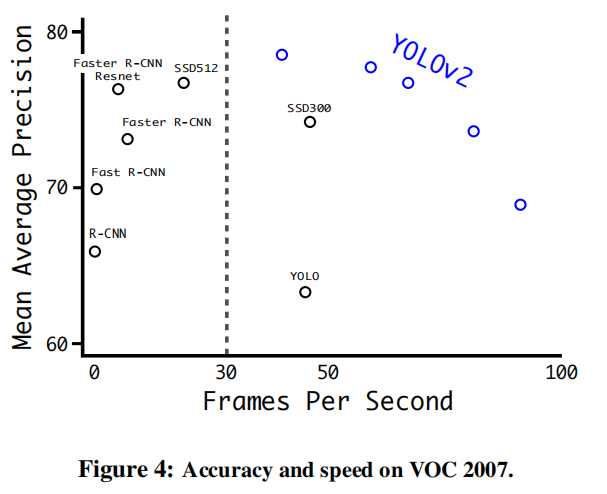 80
Faster R-CNN
Resnet
SSD512
YOLOv2
SSD300
Faster R-CNN
Fast R-CNN
70
R-CNN
YOLO
60
Mean Average Precision
0 30 50 100
Frames Per Second
Figure 4: Accuracy and speed on VOC 2007.